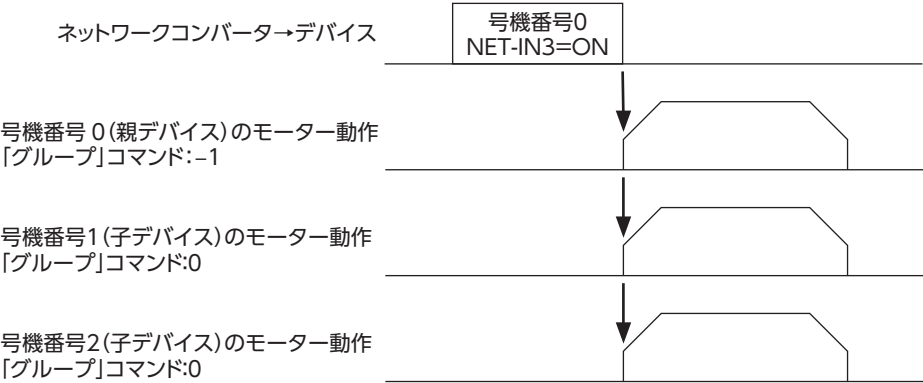 ネットワークコンバータ→デバイス
号機番号0
NET-IN3=ON
号機番号 0(親デバイス)のモーター動作
「グループ」コマンド:–1
号機番号1(子デバイス)のモーター動作
「グループ」コマンド:0
号機番号2(子デバイス)のモーター動作
「グループ」コマンド:0